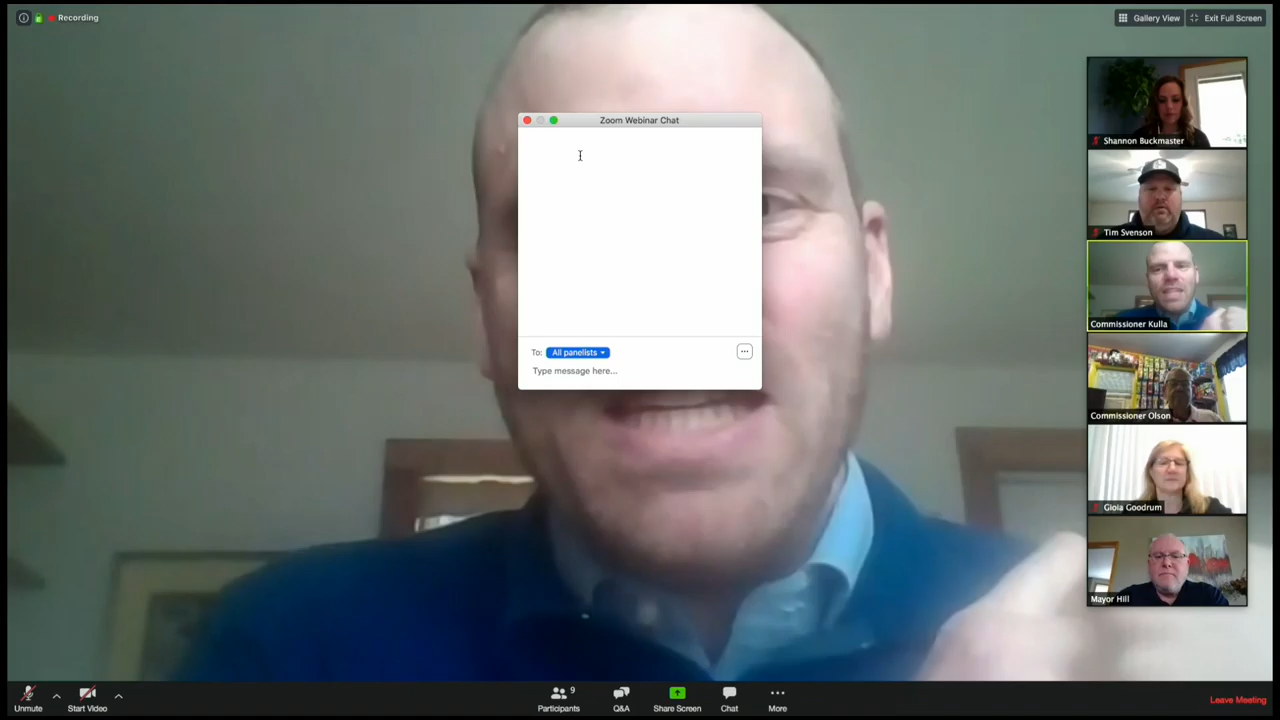 Recording
Gallery View
Exit Full Screen
Zoom Webinar Chat
To: All panelists
Type message here...
Shannon Buckmaster
Tim Svenson
Commissioner Kulla
Commissioner Olson
Gioia Goodrum
Mayor Hill
Unmute
Start Video
Participants
9
Q&A
Share Screen
Chat
More
Leave Meeting